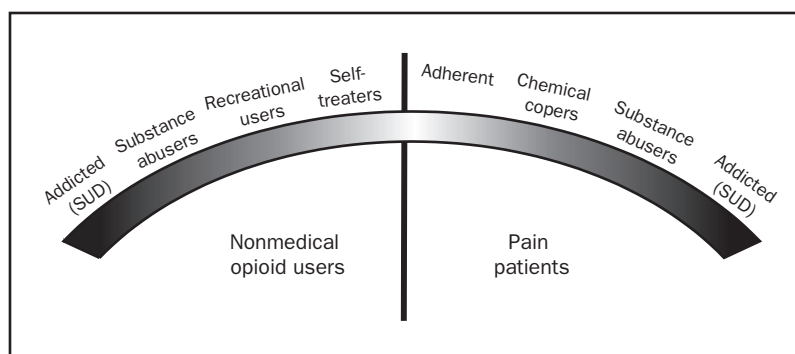 Addicted
(SUD)
Substance
abusers
Recreational
users
Self-
treaters
Adherent
Chemical
copers
Substance
abusers
Addicted
(SUD)
Nonmedical
opioid users
Pain
patients